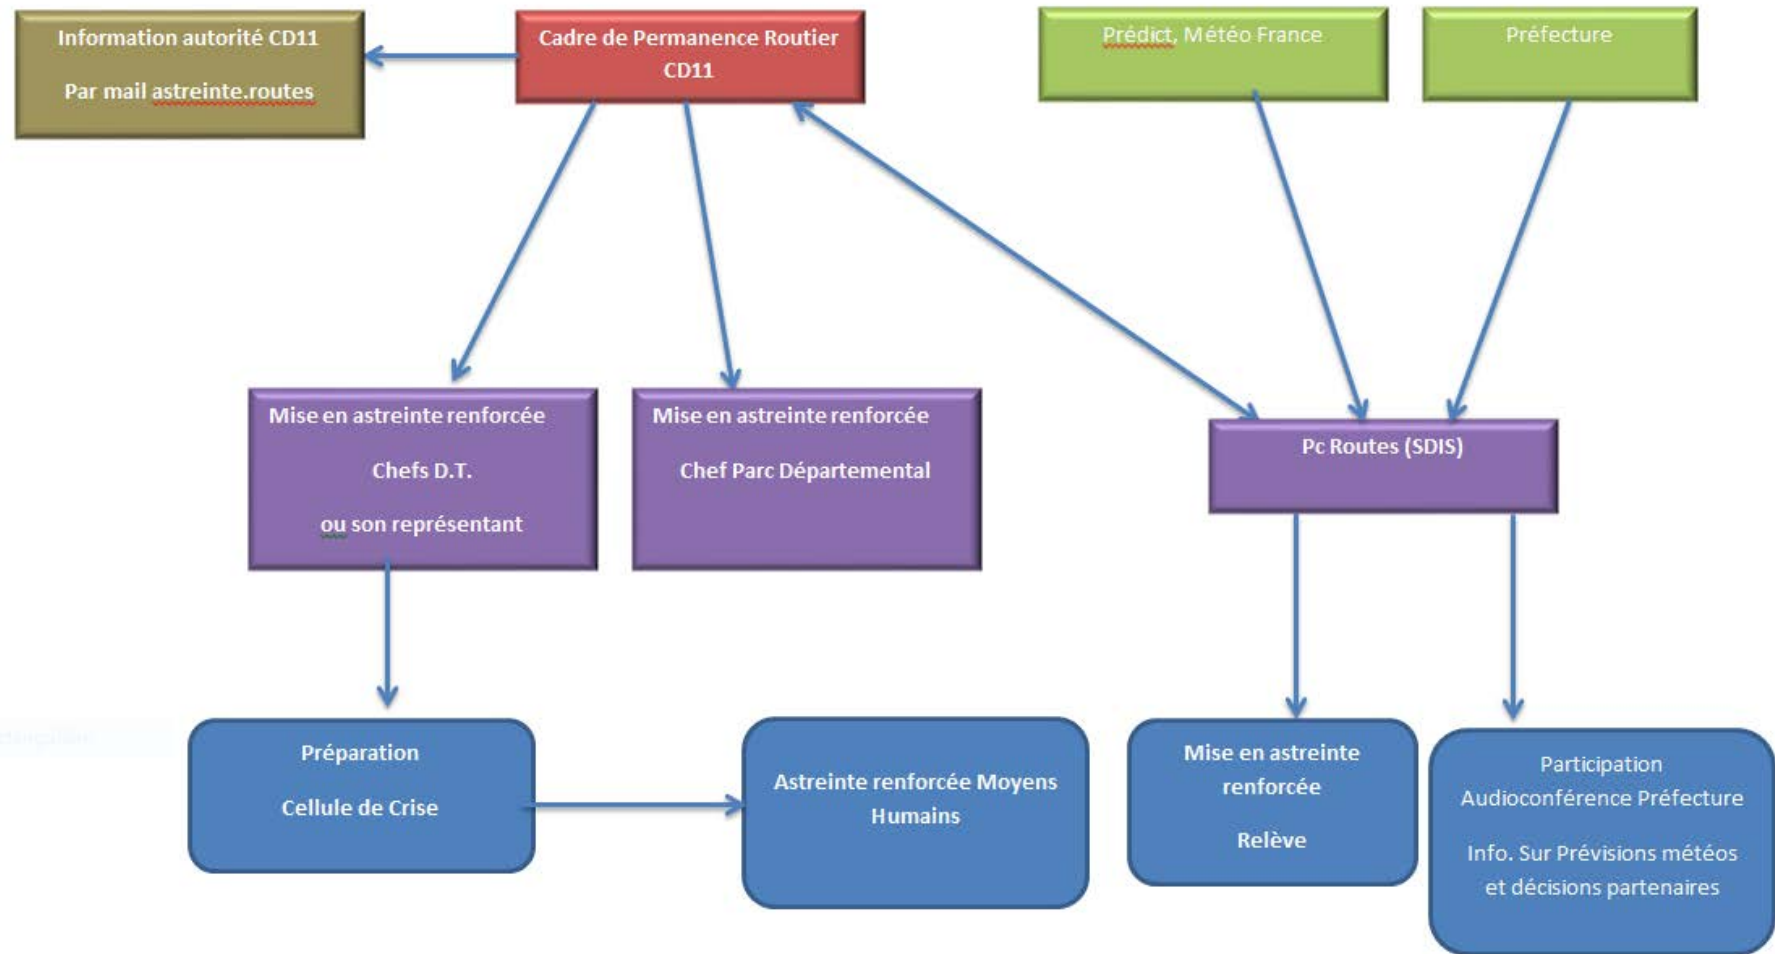 Information autorité CD11
Par mail astreinte.routes
Cadre de Permanence Routier
CD11
Prédict, Météo France
Préfecture
Mise en astreinte renforcée
Chefs D.T.
ou son représentant
Mise en astreinte renforcée
Chef Parc Départemental
Pc Routes (SDIS)
Préparation
Cellule de Crise
Astreinte renforcée Moyens
Humains
Mise en astreinte
renforcée
Relève
Participation
Audioconférence Préfecture
Info. Sur Prévisions météos
et décisions partenaires